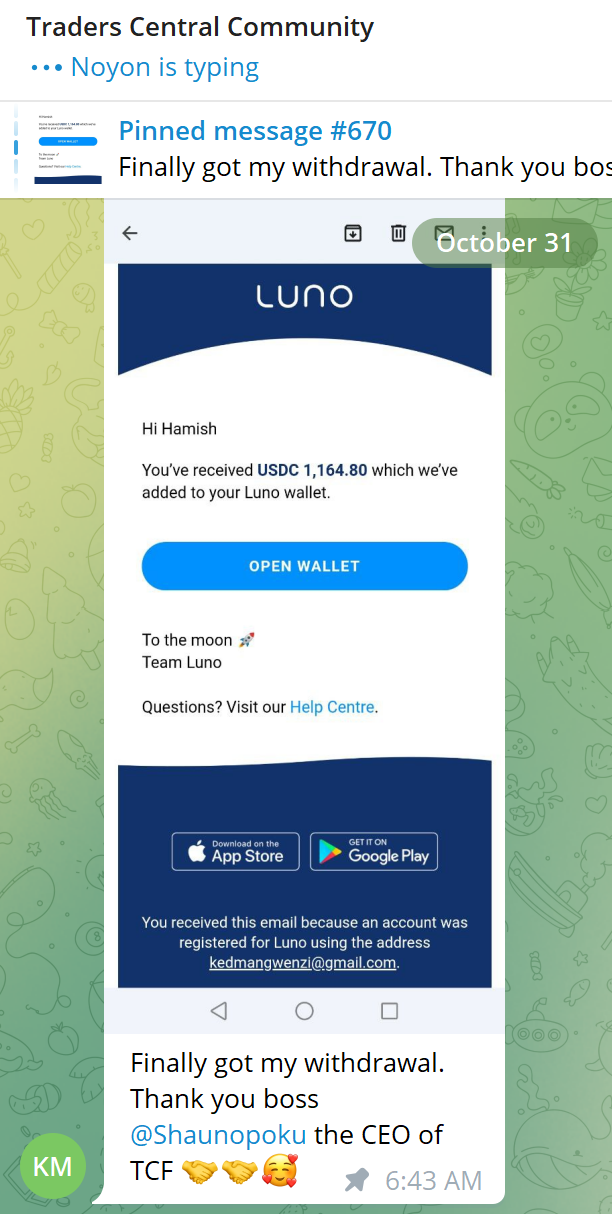 Traders Central Community
Noyon is typing
Pinned message #670
Finally got my withdrawal. Thank you bos
October 31
LUNO
Hi Hamish
You've received USDC 1,164.80 which we've
added to your Luno wallet.
OPEN WALLET
To the moon 🚀
Team Luno
Questions? Visit our Help Centre.
Download on the
App Store
GET IT ON
Google Play
You received this email because an account was
registered for Luno using the address
kedmangwenzi@gmail.com.
Finally got my withdrawal.
Thank you boss
@Shaunopoku the CEO of
TCF 🤝🤝🥰
KM
6:43 AM